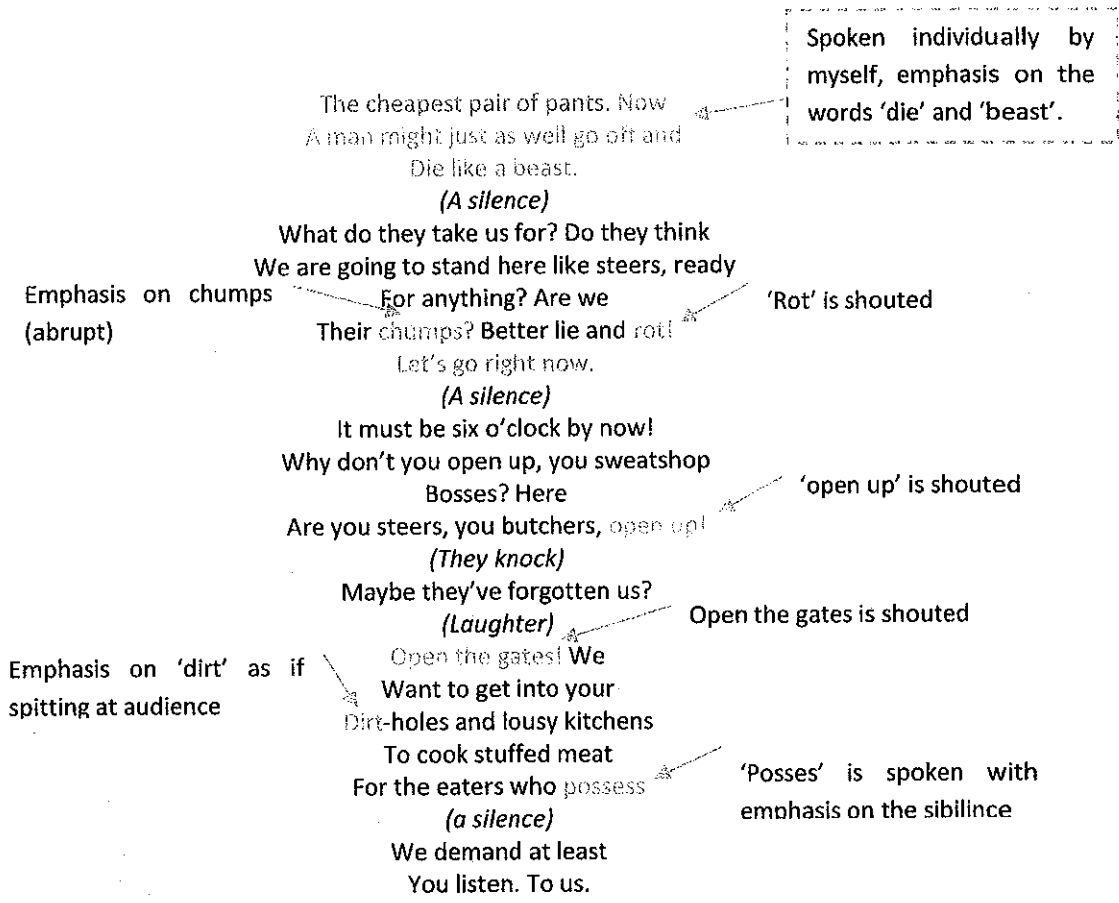 Spoken individually by
myself, emphasis on the
words 'die' and 'beast'.
The cheapest pair of pants. Now
A man might just as well go off and
Die like a beast.
(A silence)
What do they take us for? Do they think
We are going to stand here like steers, ready
For anything? Are we
Their chumps? Better lie and rot!
Let's go right now.
(A silence)
It must be six o'clock by now!
Why don't you open up, you sweatshop
Bosses? Here
Are you steers, you butchers, open up!
(They knock)
Maybe they've forgotten us?
(Laughter)
Open the gates! We
Want to get into your
Dirt-holes and lousy kitchens
To cook stuffed meat
For the eaters who possess
(a silence)
We demand at least
You listen. To us.
Emphasis on chumps
(abrupt)
'Rot' is shouted
'open up' is shouted
Open the gates is shouted
Emphasis on 'dirt' as if
spitting at audience
'Posses' is spoken with
emphasis on the sibilince